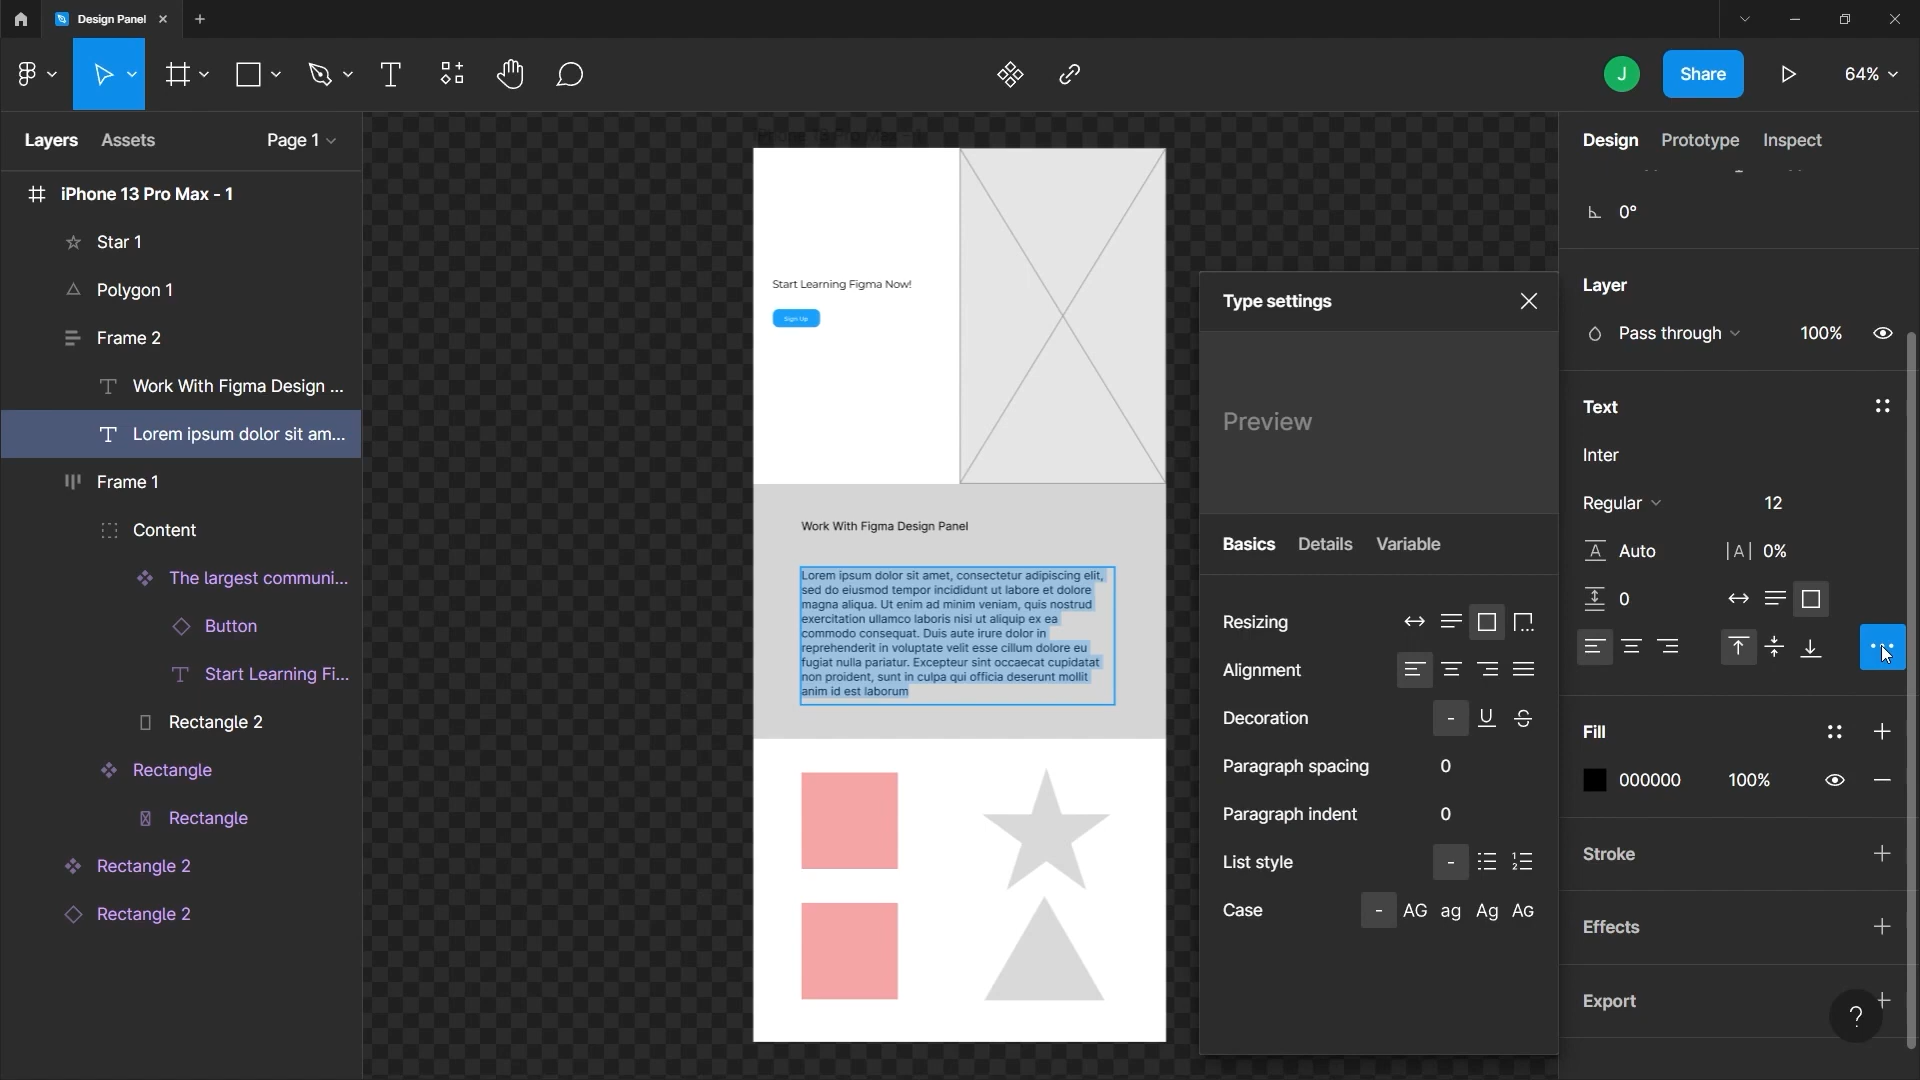 Design Panel
J
Share
64%
Layers
Assets
Page 1
iPhone 13 Pro Max - 1
Star 1
Polygon 1
Frame 2
Work With Figma Design ...
Lorem ipsum dolor sit am...
Frame 1
Content
The largest communi...
Button
Start Learning Fi...
Rectangle 2
Rectangle
Rectangle
Rectangle 2
Rectangle 2
Start Learning Figma Now!
Sign Up
Work With Figma Design Panel
Lorem ipsum dolor sit amet, consectetur adipiscing elit,
sed do eiusmod tempor incididunt ut labore et dolore
magna aliqua. Ut enim ad minim veniam, quis nostrud
exercitation ullamco laboris nisi ut aliquip ex ea
commodo consequat. Duis aute irure dolor in
reprehenderit in voluptate velit esse cillum dolore eu
fugiat nulla pariatur. Excepteur sint occaecat cupidatat
non proident, sunt in culpa qui officia deserunt mollit
anim id est laborum
Type settings
Preview
Basics
Details
Variable
Resizing
Alignment
Decoration
-
U
S
Paragraph spacing
0
Paragraph indent
0
List style
-
Case
-
AG
ag
Ag
AG
Design
Prototype
Inspect
0°
Layer
Pass through
100%
Text
Inter
Regular
12
A
Auto
|A|
0%
0
Fill
000000
100%
Stroke
Effects
Export
?